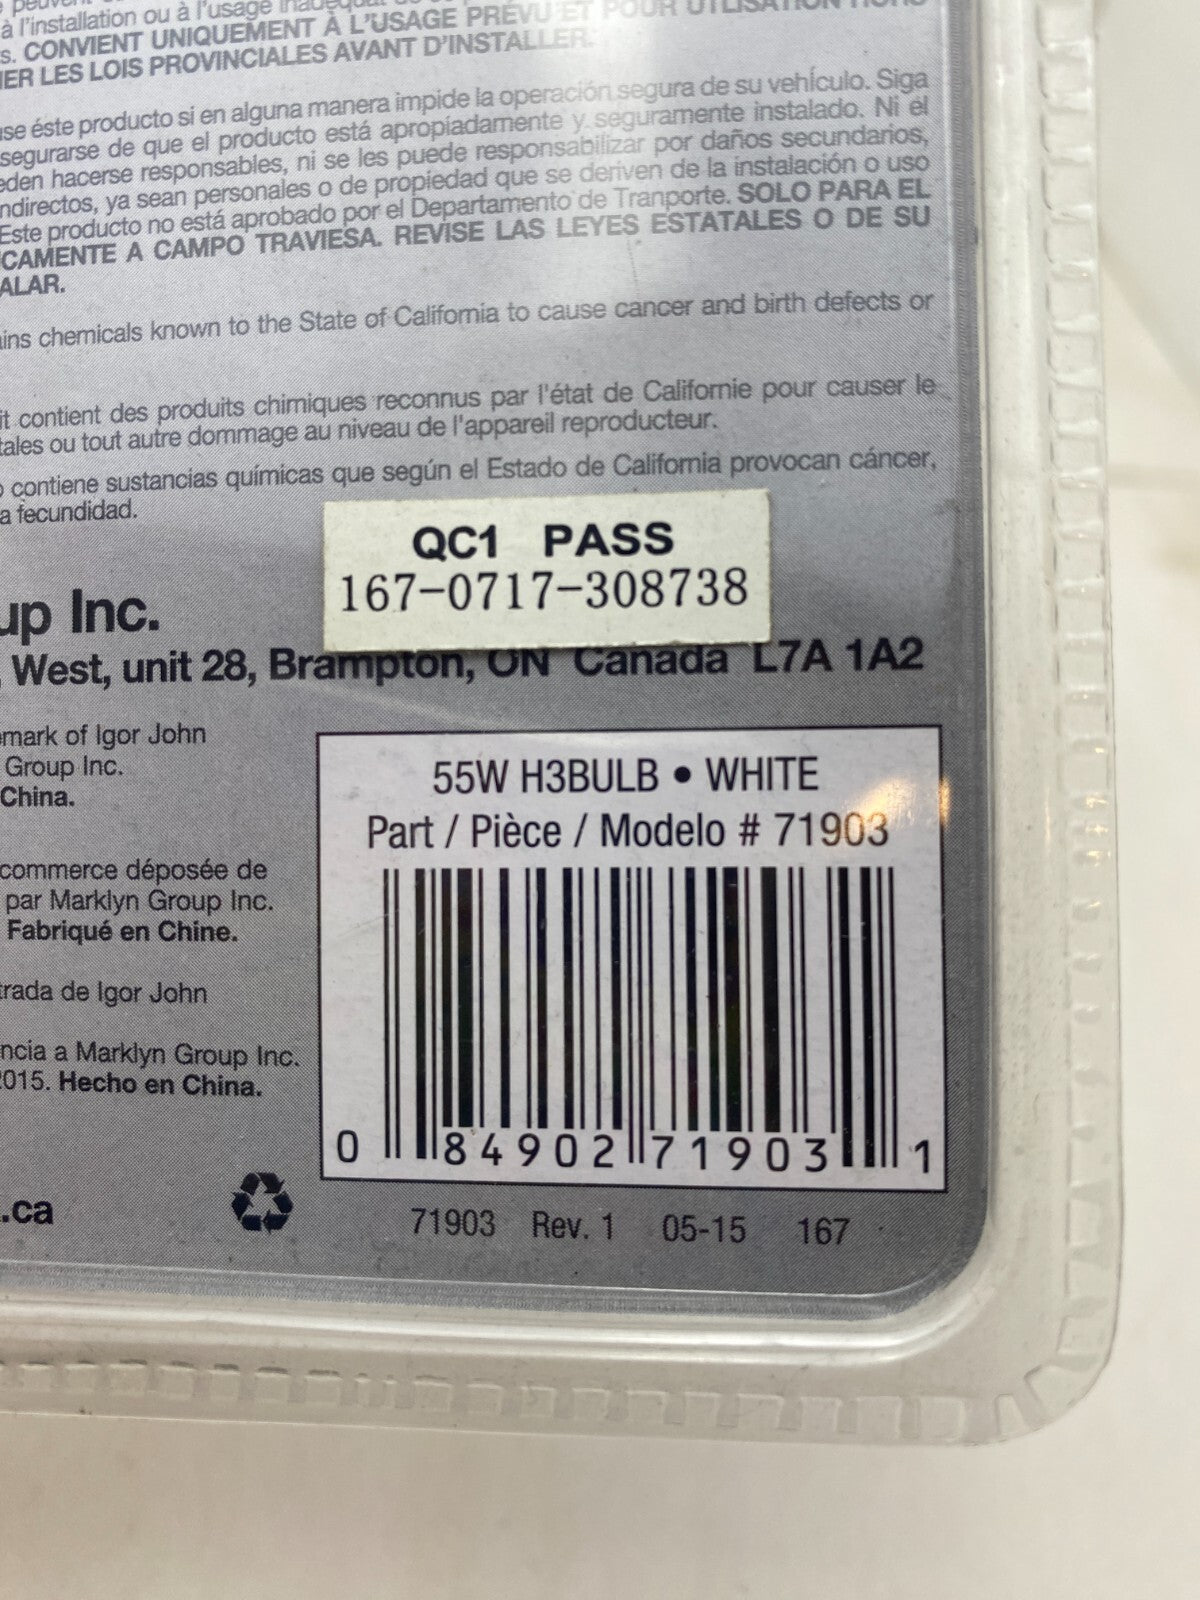 à l'installation ou à l'usage
CONVIENT UNIQUEMENT À L'USAGE PRÉVU ET POUR UTLISATION HORS
LES LOIS PROVINCIALES AVANT D'INSTALLER.
use éste producto si en alguna manera impide la operación segura de su vehículo. Siga
segurarse de que el producto está apropiadamente y seguramente instalado. Ni el
eden hacerse responsables, ni se les puede responsabilizar por daños secundarios,
ndirectos, ya sean personales o de propiedad que se deriven de la instalación o uso
Este producto no está aprobado por el Departamento de Tranporte. SOLO PARA EL
CAMENTE A CAMPO TRAVIESA. REVISE LAS LEYES ESTATALES O DE SU
ALAR.
ains chemicals known to the State of California to cause cancer and birth defects or
it contient des produits chimiques reconnus par l'état de Californie pour causer le
tales ou tout autre dommage au niveau de l'appareil reproducteur.
o contiene sustancias químicas que según el Estado de California provocan cáncer,
a fecundidad.
QC1 PASS
167-0717-308738
up Inc.
, West, unit 28, Brampton, ON Canada L7A 1A2
mark of Igor John
Group Inc.
China.
commerce déposée de
par Marklyn Group Inc.
Fabriqué en Chine.
trada de Igor John
ncia a Marklyn Group Inc.
2015. Hecho en China.
.ca
55W H3BULB • WHITE
Part / Pièce / Modelo # 71903
0 84902 71903 1
71903 Rev. 1 05-15 167